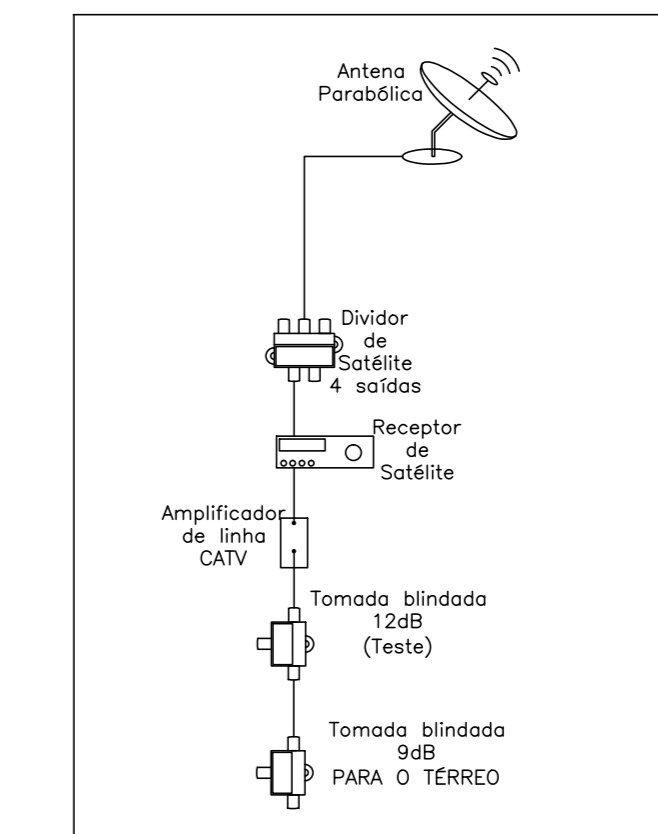 Antena
Parabólica
Dividor
de
Satélite
4 saídas
Receptor
de
Satélite
Amplificador
de linha
CATV
Tomada blindada
12dB
(Teste)
Tomada blindada
9dB
PARA O TÉRREO